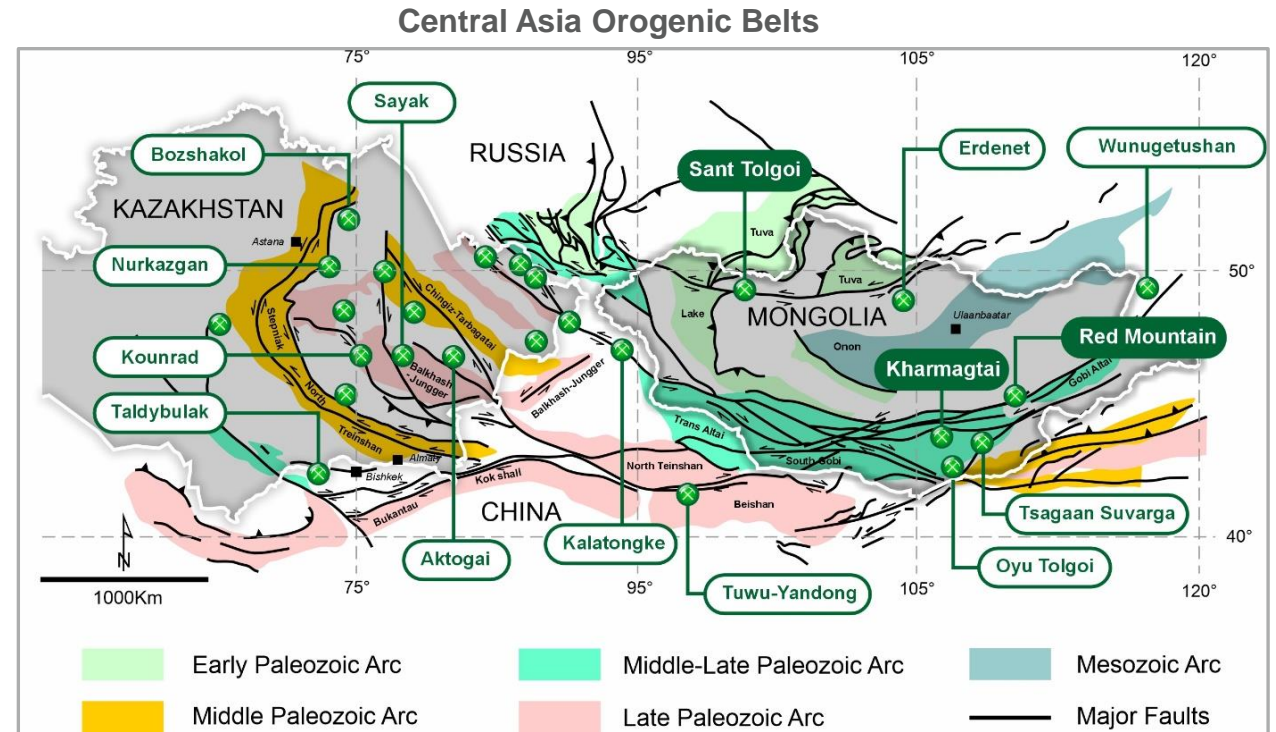 Central Asia Orogenic Belts
75°
95°
105°
120°
Sayak
Bozshakol
RUSSIA
Sant Tolgoi
Erdenet
Wunugetushan
KAZAKHSTAN
Astana
Tuva
Nurkazgan
50°
Tuva
Chingiz-Tarbagatai
Lake
MONGOLIA
Ulaanbaatar
Stepniak
Onon
Red Mountain
Kounrad
Balkhash
-Jungger
Balkhash-Jungger
Kharmagtai
Gobi Altai
Taldybulak
North
Treinshan
Trans Altai
Almaty
Bishkek
Kokshall
North Teinshan
South Gobi
Bukantau
CHINA
Beishan
Tsagaan Suvarga
N
Aktogai
Kalatongke
40°
Oyu Tolgoi
Tuwu-Yandong
1000Km
75°
95°
105°
120°
Early Paleozoic Arc
Middle-Late Paleozoic Arc
Mesozoic Arc
Middle Paleozoic Arc
Late Paleozoic Arc
Major Faults